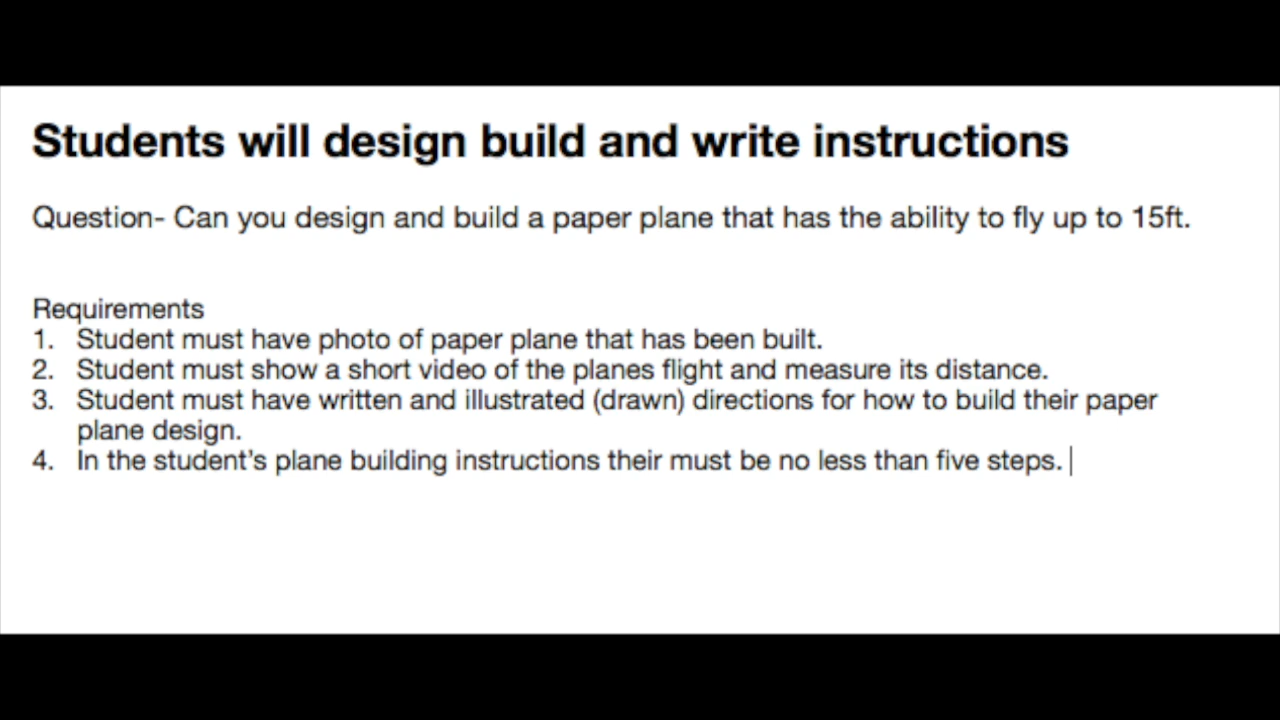 Students will design build and write instructions
Question- Can you design and build a paper plane that has the ability to fly up to 15ft.
Requirements
1. Student must have photo of paper plane that has been built.
2. Student must show a short video of the planes flight and measure its distance.
3. Student must have written and illustrated (drawn) directions for how to build their paper
plane design.
4. In the student’s plane building instructions their must be no less than five steps.